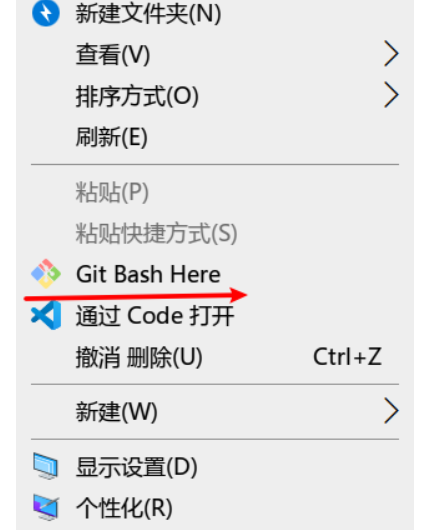 新建文件夹(N)
查看(V)
排序方式(O)
刷新(E)
粘贴(P)
粘贴快捷方式(S)
Git Bash Here
通过 Code 打开
撤消 删除(U) Ctrl+Z
新建(W)
显示设置(D)
个性化(R)